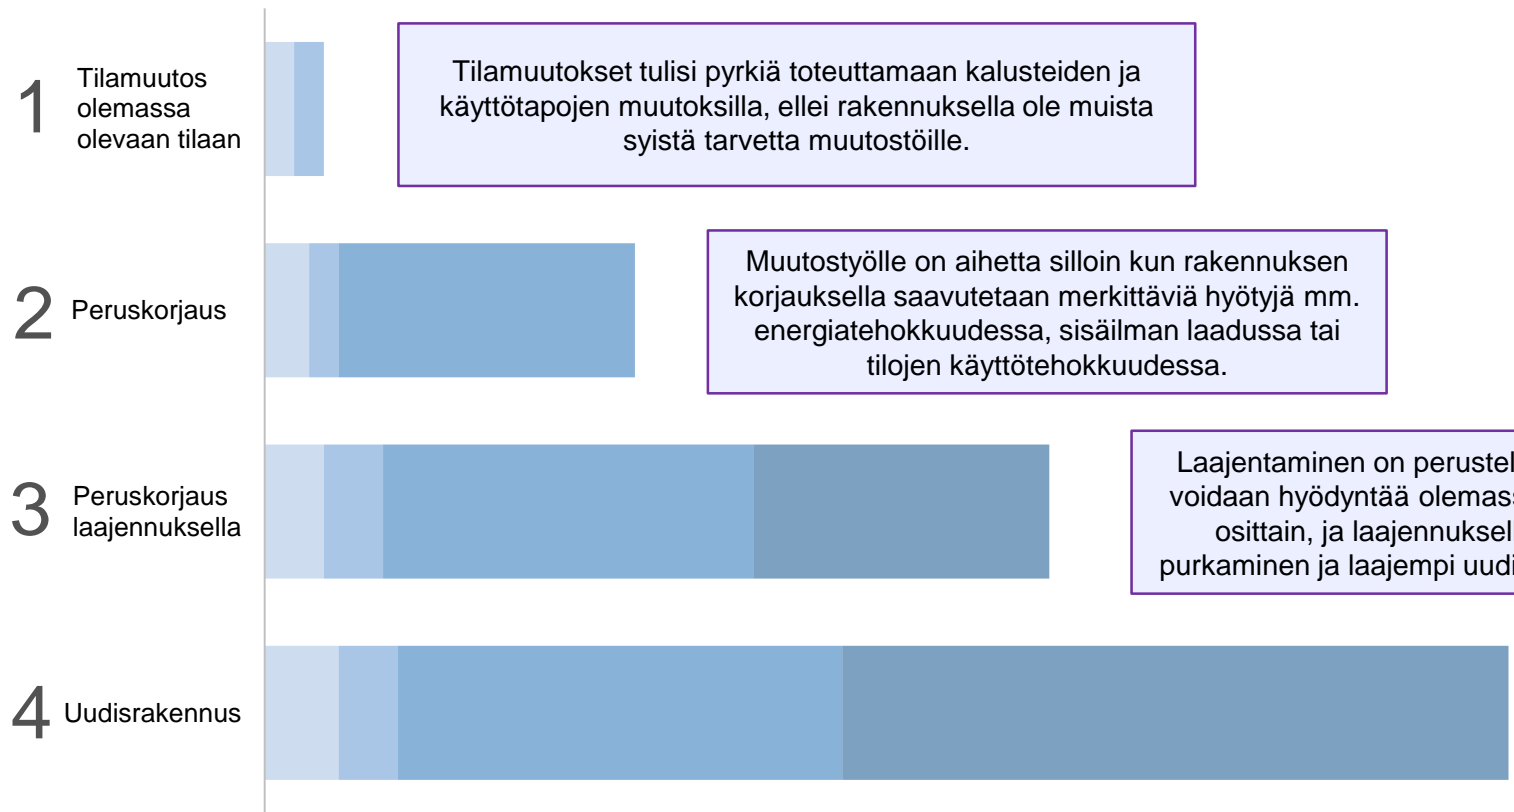 1
Tilamuutos
olemassa
olevaan tilaan
Tilamuutokset tulisi pyrkiä toteuttamaan kalusteiden ja
käyttötapojen muutoksilla, ellei rakennuksella ole muista
syistä tarvetta muutostöille.
2
Peruskorjaus
Muutostyölle on aihetta silloin kun rakennuksen
korjauksella saavutetaan merkittäviä hyötyjä mm.
energiatehokkuudessa, sisäilman laadussa tai
tilojen käyttötehokkuudessa.
3
Peruskorjaus
laajennuksella
Laajentaminen on
voidaan hyödyntää
osittain, ja
purkaminen ja laajempi
4
Uudisrakennus